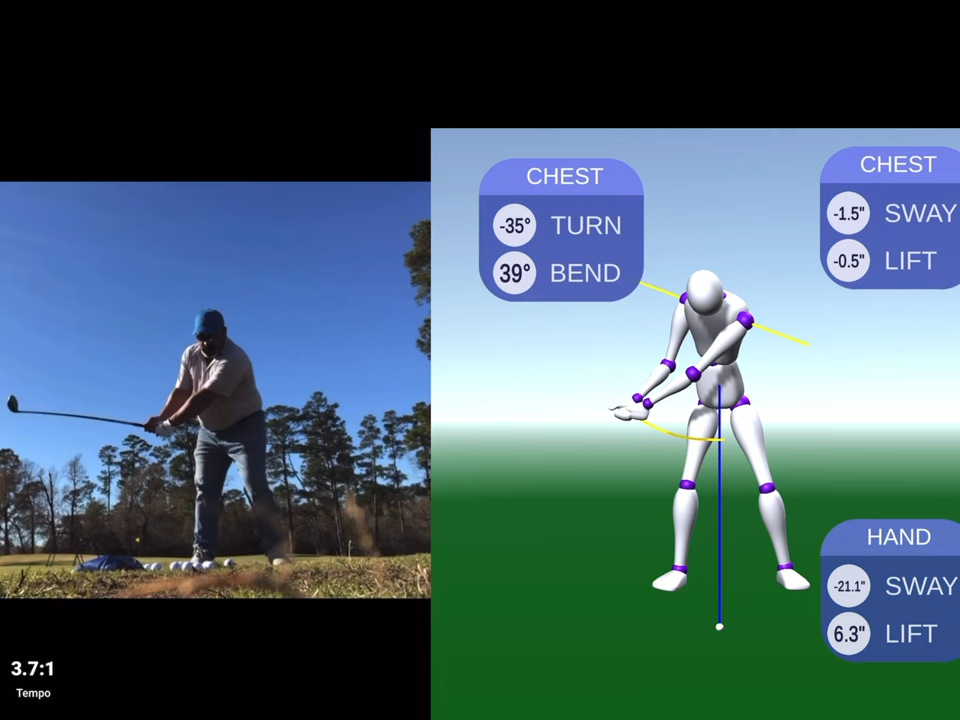 CHEST
-35° TURN
39° BEND
CHEST
-1.5" SWAY
-0.5" LIFT
HAND
-21.1" SWAY
6.3" LIFT
3.7:1
Tempo